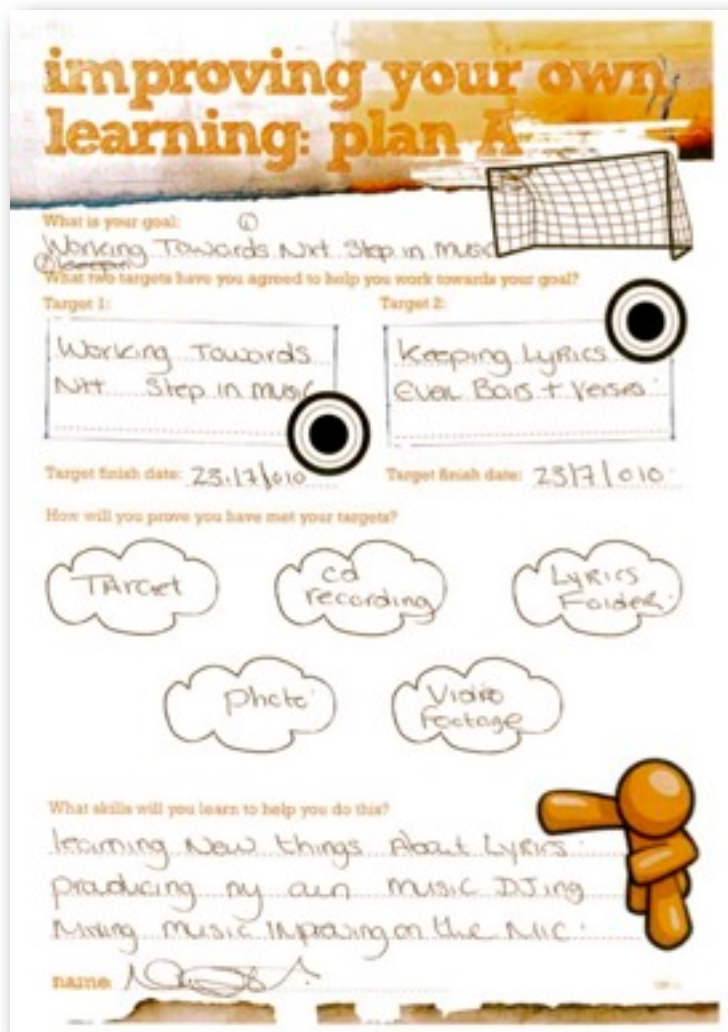 improving your own
learning: plan A
What is your goal:
①
Working Towards Nxt Step in Music
What two targets have you agreed to help you work towards your goal?
Target 1:
Target 2:
Working Towards
Nxt Step in Music
Keeping Lyrics
Even Bars +
Target finish date: 23.17/010
Target finish date: 23/7/010
How will you prove you have met your targets?
TArget
cd
recording
Lyrics
Folder
photo
Vidio
Footage
What skills will you learn to help you do this?
learning New things About Lyrics
producing my own music DJing
Mixing music Improving on the Mic
name: